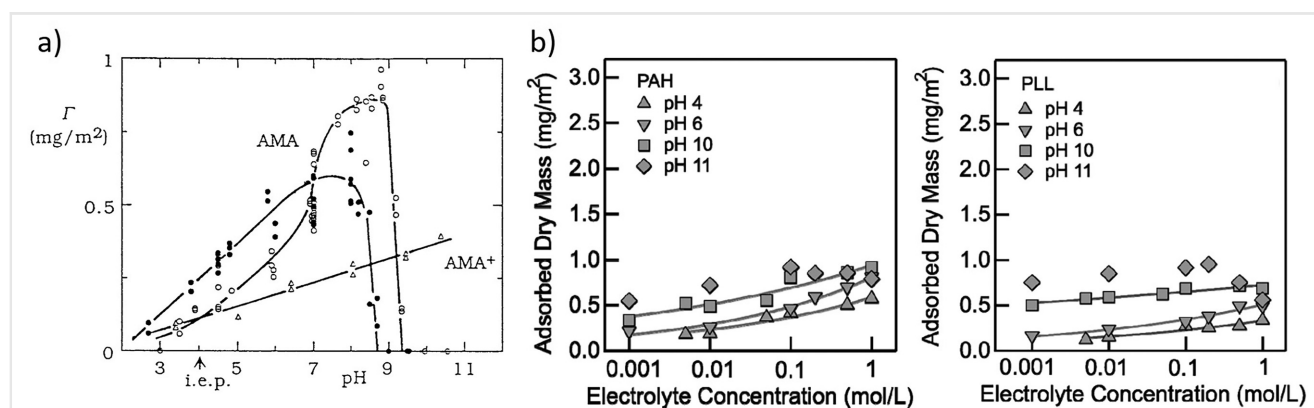 a)
1
Γ
(mg/m²)
0.5
0
AMA
AMA⁺
3 5 7 9 11
i.e.p.
pH
b)
Adsorbed Dry Mass (mg/m²)
3.0
2.5
2.0
1.5
1.0
0.5
0.0
PAH
pH 4
pH 6
pH 10
pH 11
0.001 0.01 0.1 1
Electrolyte Concentration (mol/L)
Adsorbed Dry Mass (mg/m²)
3.0
2.5
2.0
1.5
1.0
0.5
0.0
PLL
pH 4
pH 6
pH 10
pH 11
0.001 0.01 0.1 1
Electrolyte Concentration (mol/L)